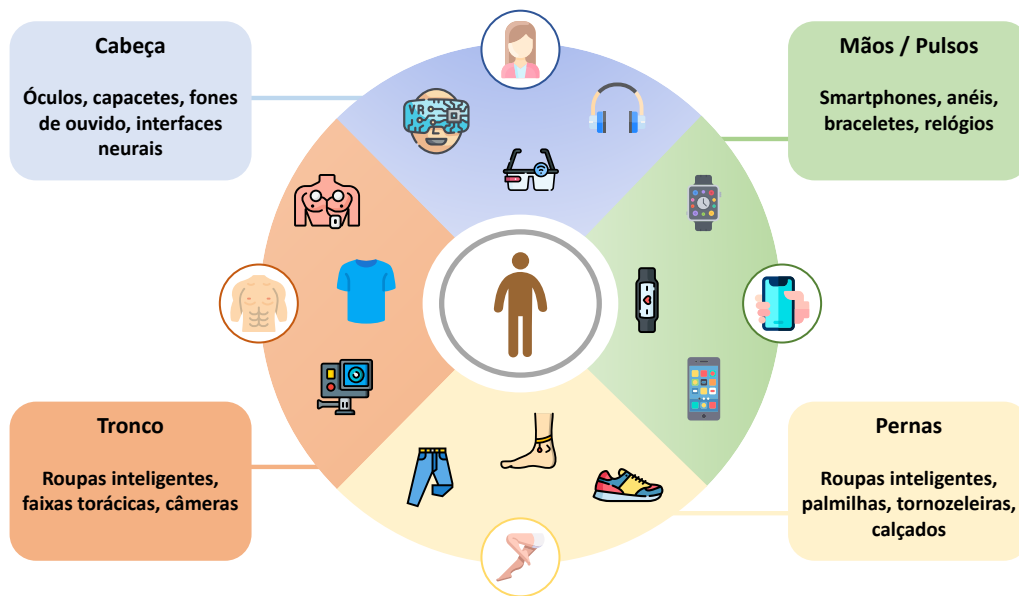 Cabeça
Óculos, capacetes, fones
de ouvido, interfaces
neurais
Mãos / Pulsos
Smartphones, anéis,
braceletes, relógios
VR
Tronco
Roupas inteligentes,
faixas torácicas, câmeras
Pernas
Roupas inteligentes,
palmilhas, tornozeleiras,
calçados